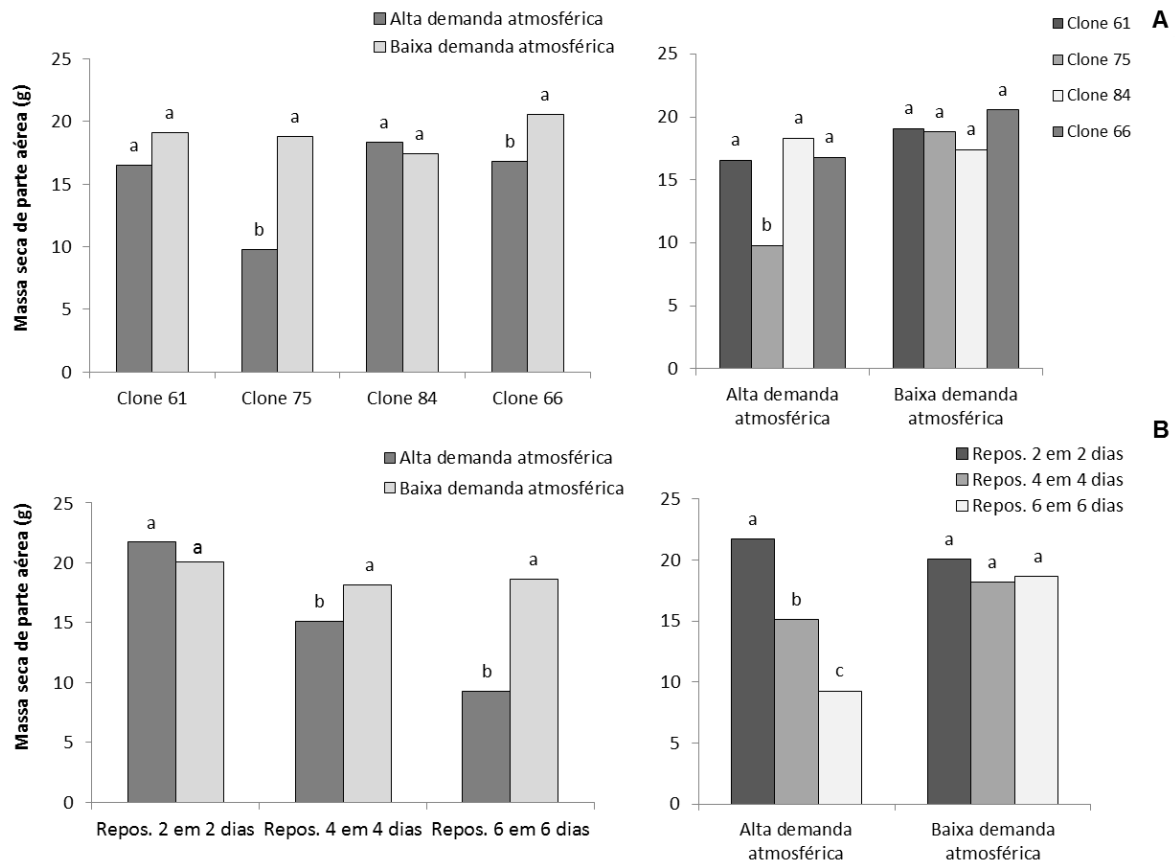 Alta demanda atmosférica
Baixa demanda atmosférica
Massa seca de parte aérea (g)
25
20
15
10
5
0
a
a
b
a
a
a
b
a
Clone 61
Clone 75
Clone 84
Clone 66
A
Clone 61
Clone 75
Clone 84
Clone 66
25
20
15
10
5
0
a
b
a
a
a
a
a
a
Alta demanda
atmosférica
Baixa demanda
atmosférica
Alta demanda atmosférica
Baixa demanda atmosférica
Massa seca de parte aérea (g)
25
20
15
10
5
0
a
a
b
a
b
a
Repos. 2 em 2 dias
Repos. 4 em 4 dias
Repos. 6 em 6 dias
B
Repos. 2 em 2 dias
Repos. 4 em 4 dias
Repos. 6 em 6 dias
25
20
15
10
5
0
a
b
c
a
a
a
Alta demanda
atmosférica
Baixa demanda
atmosférica